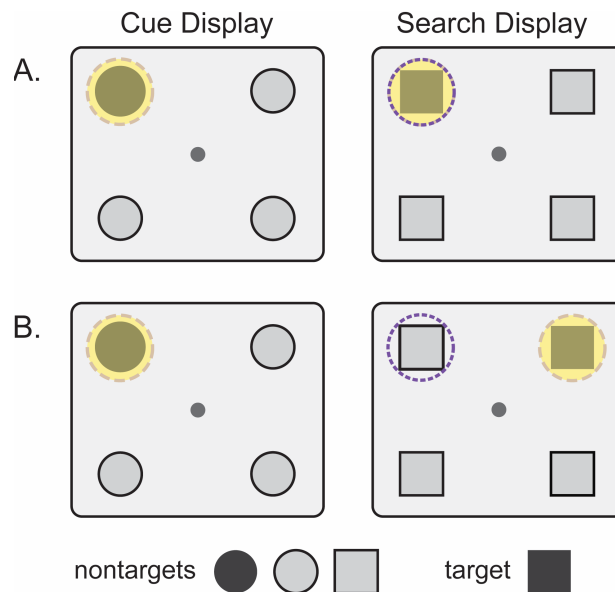 Cue Display
Search Display
A.
B.
nontargets
target